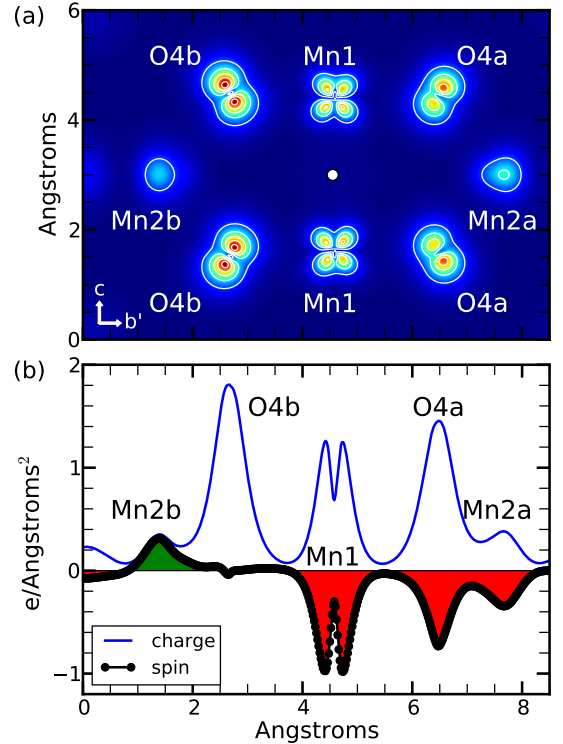 (a)
6
O4b Mn1 O4a
4
Angstroms
Mn2b Mn2a
2
O4b Mn1 O4a
c
b'
0
(b)
2
O4b O4a
Mn2b Mn2a
1
e/Angstroms²
Mn1
0
charge
spin
−1
0 2 4 6 8
Angstroms